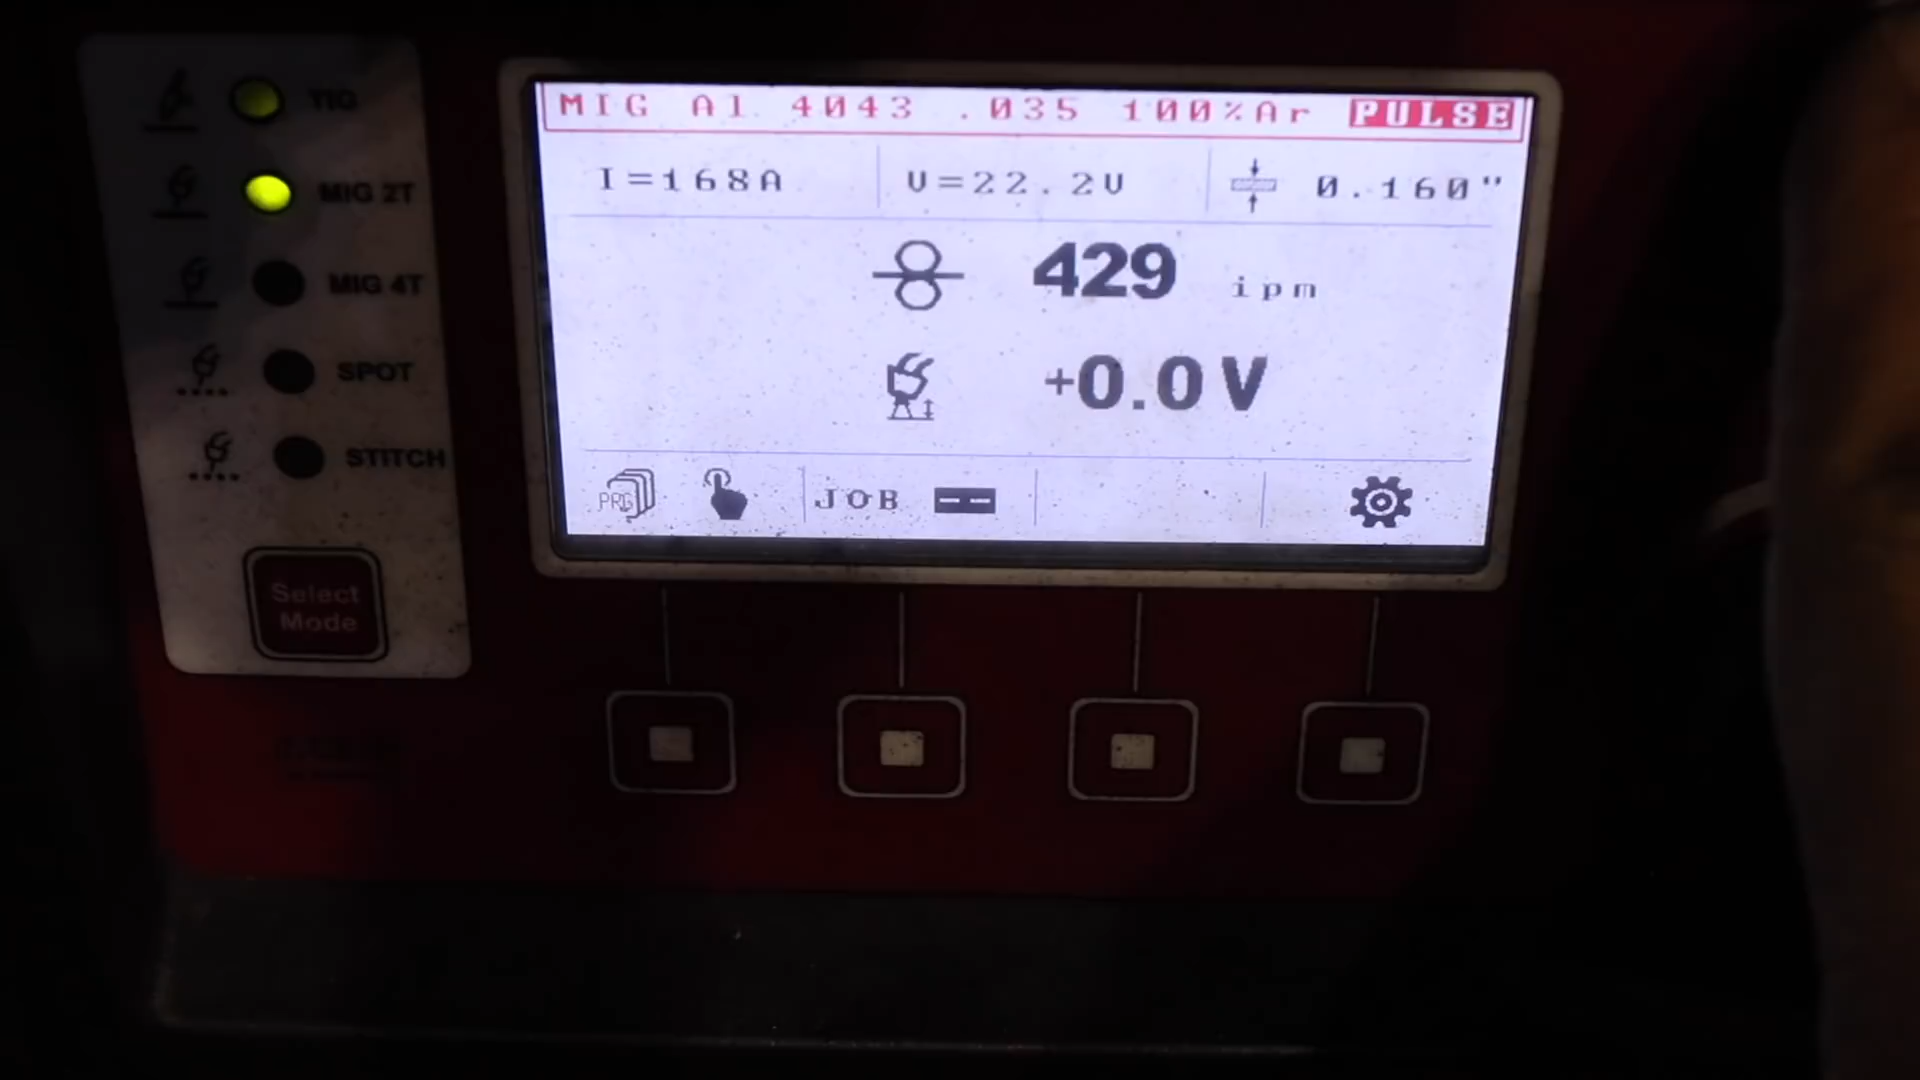 TIG
MIG 2T
MIG 4T
SPOT
STITCH
Select
Mode
MIG Al 4043 .035 100%Ar PULSE
I=168A U=22.2V 0.160"
429 ipm
+0.0V
PRG JOB --